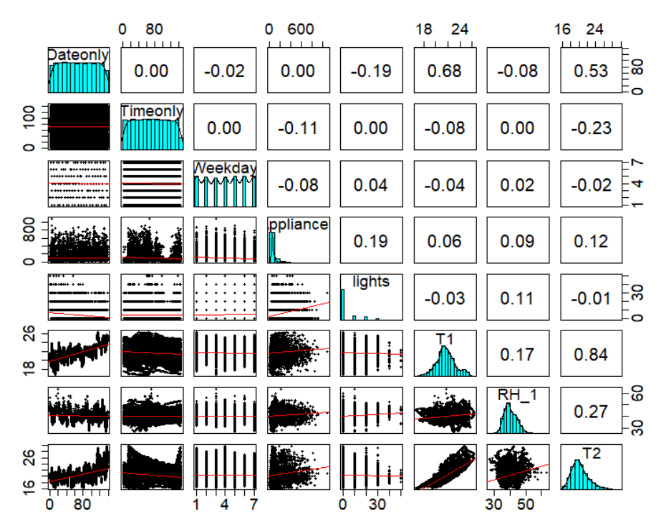 0 80 0 600 18 24 16 24
Dateonly 0.00 -0.02 0.00 -0.19 0.68 -0.08 0.53 0 80
0 100 Timeonly 0.00 -0.11 0.00 -0.08 0.00 -0.23
Weekday -0.08 0.04 -0.04 0.02 -0.02 1 4 7
0 400 800 ppliance 0.19 0.06 0.09 0.12
lights -0.03 0.11 -0.01 0 30
18 22 26 T1 0.17 0.84
RH_1 0.27 30 60
16 20 26 T2
0 80 1 4 7 0 30 30 50